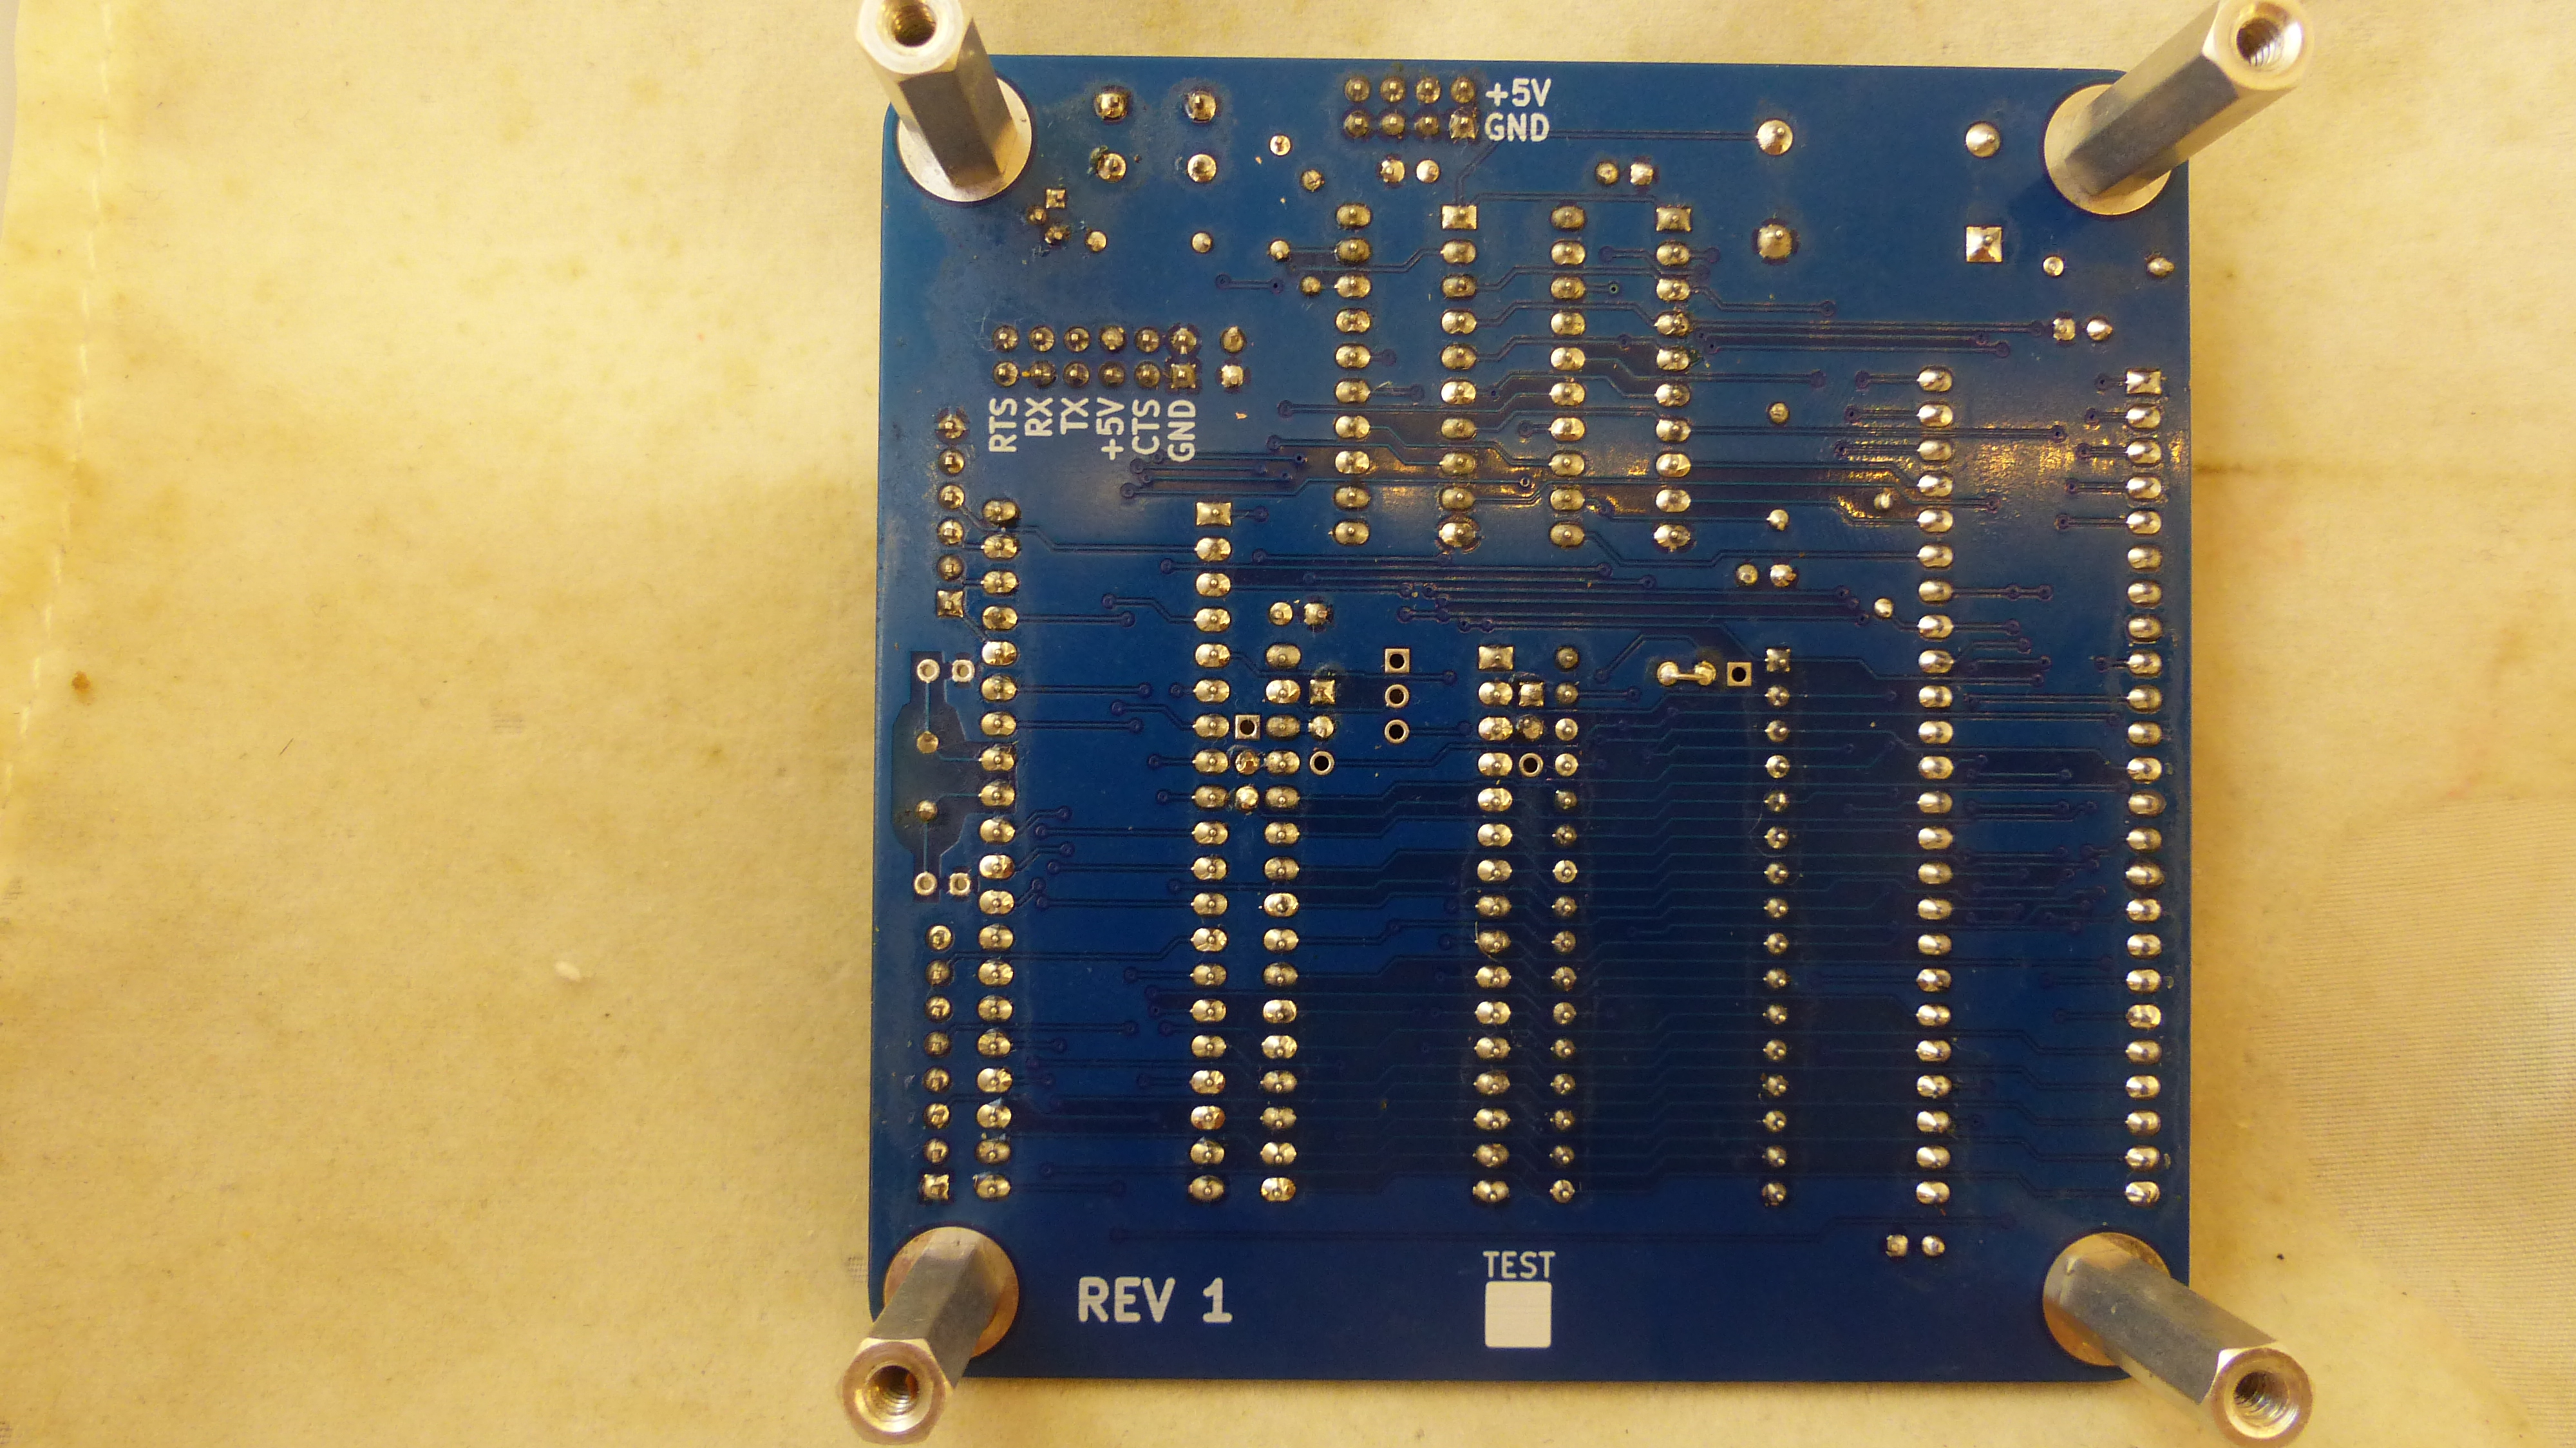 +5V
GND
RTS
RX
TX
+5V
CTS
GND
REV 1
TEST